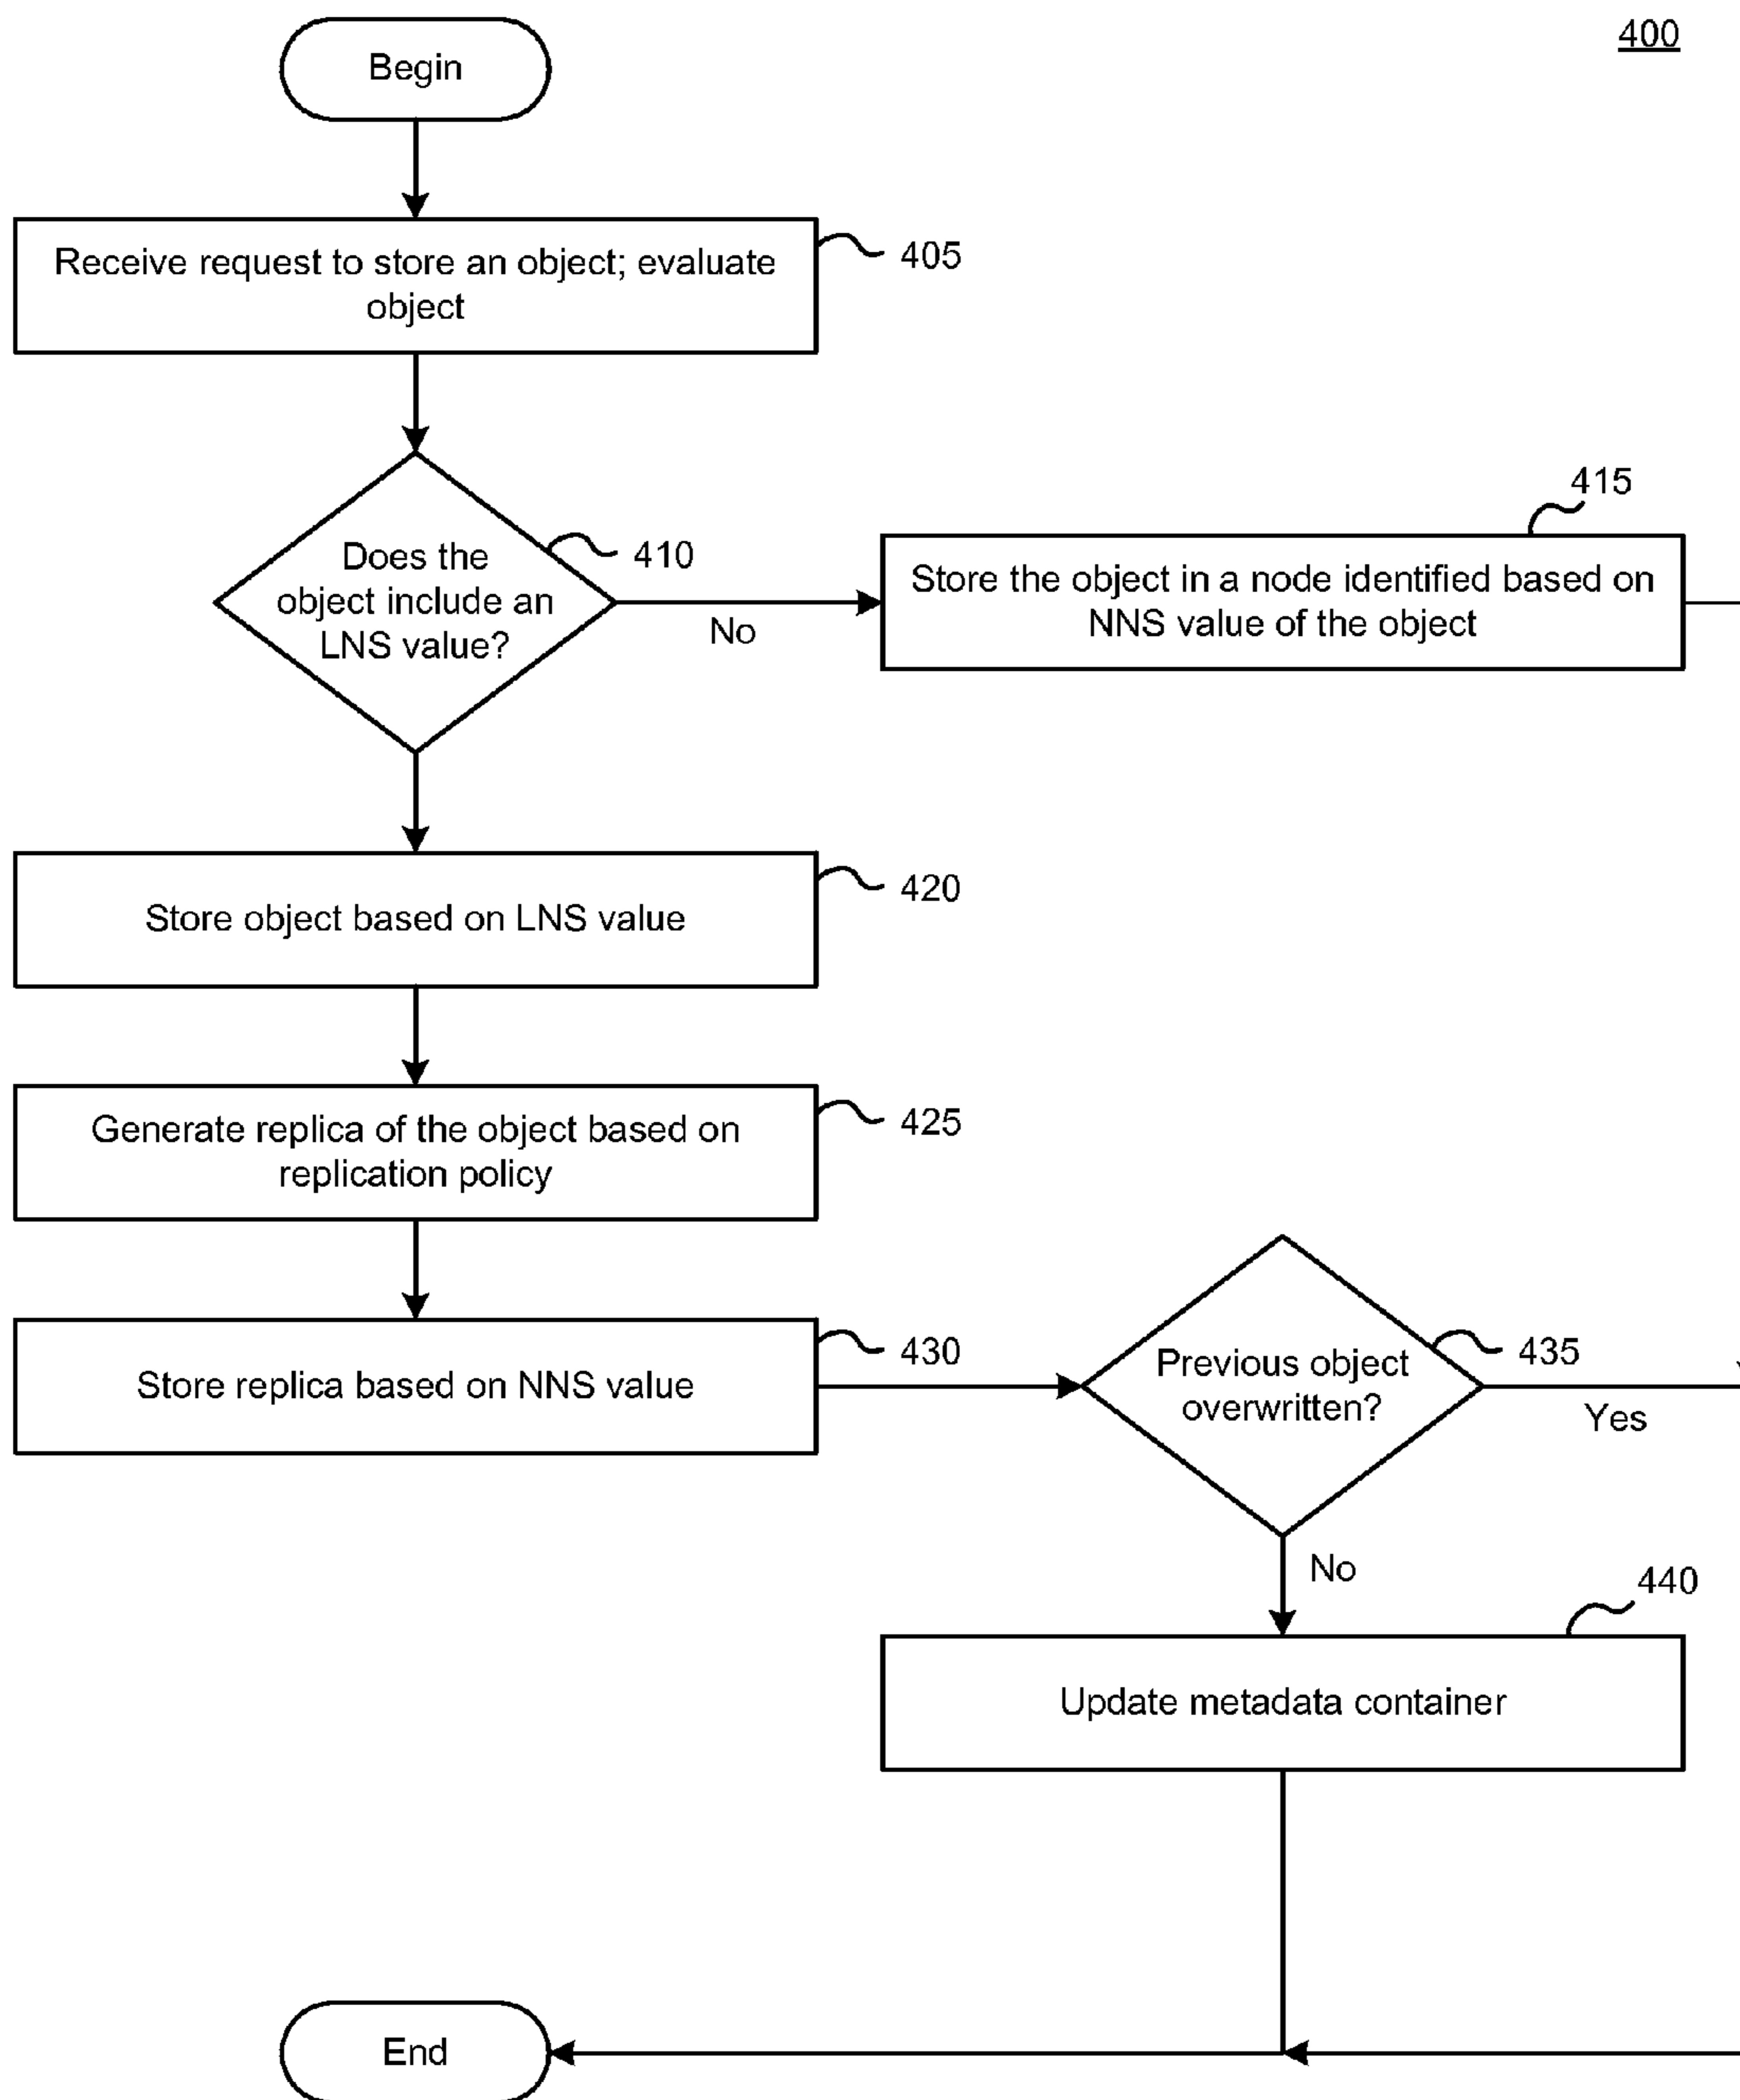 400
Begin
Receive request to store an object; evaluate
object
405
Does the
object include an
LNS value?
410
No
415
Store the object in a node identified based on
NNS value of the object
Store object based on LNS value
420
Generate replica of the object based on
replication policy
425
Store replica based on NNS value
430
Previous object
overwritten?
435
Yes
No
440
Update metadata container
End